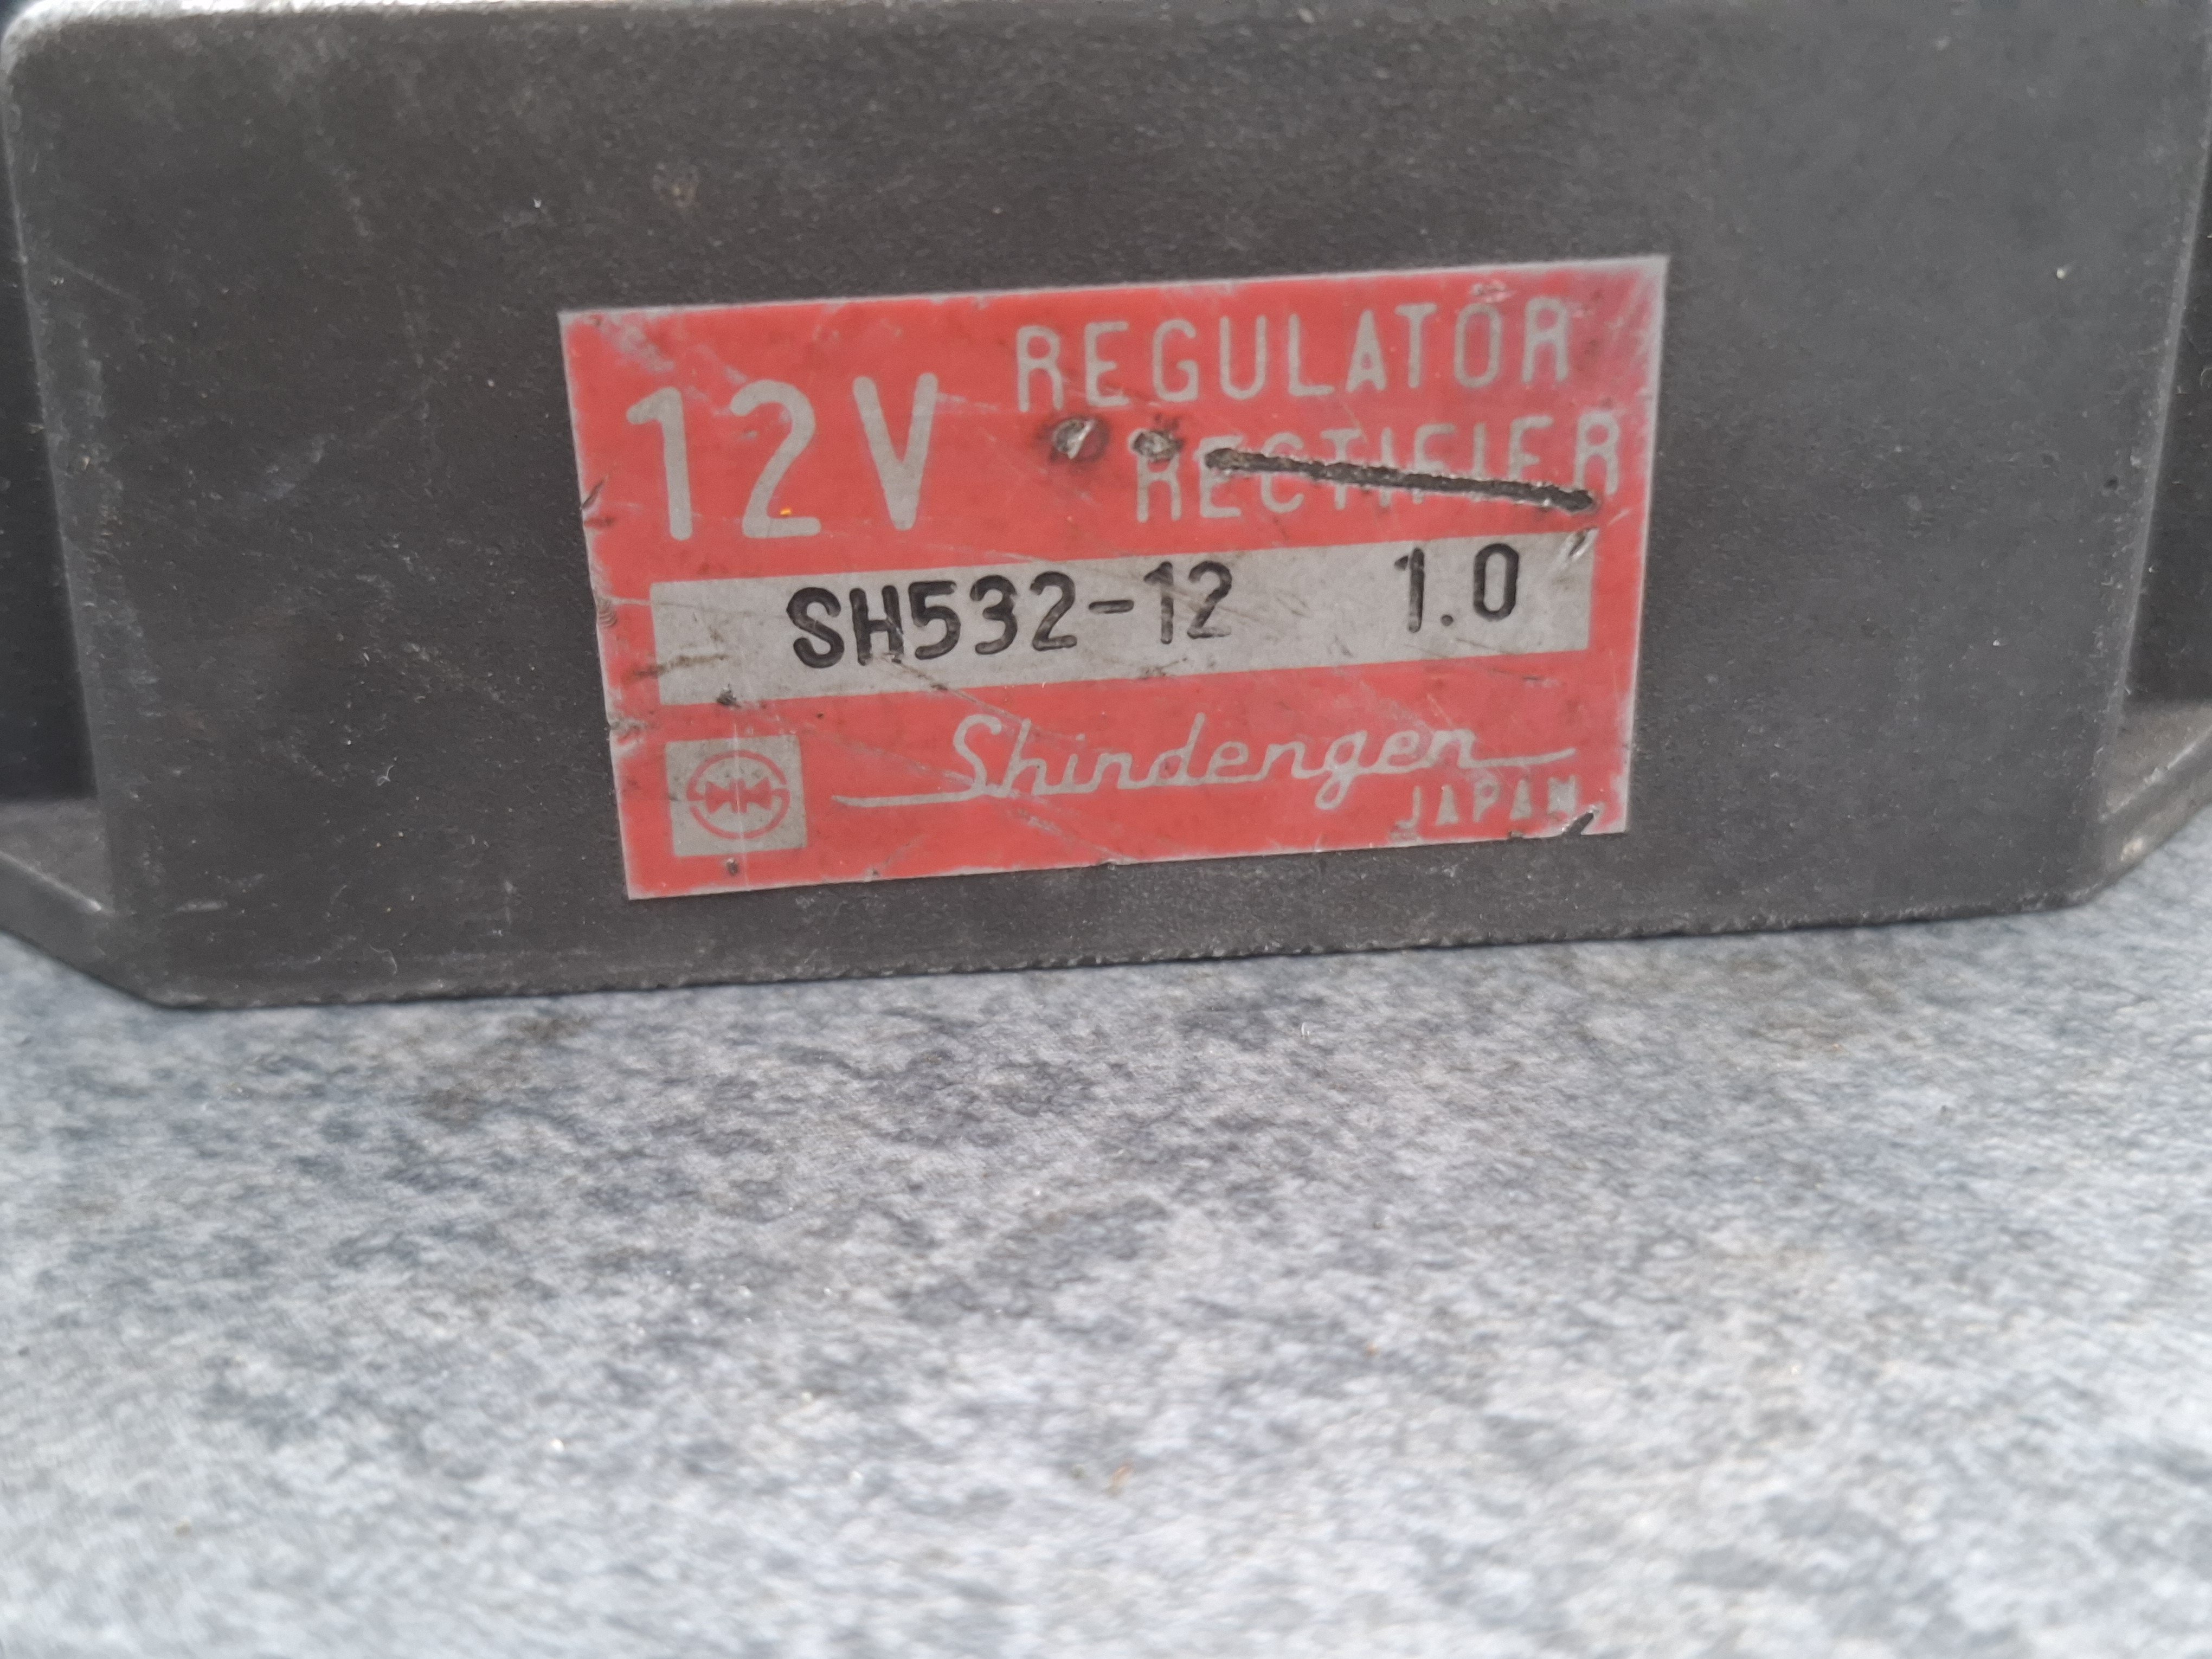 12V REGULATOR
RECTIFIER
SH532-12 1.0
Shindengen
JAPAN